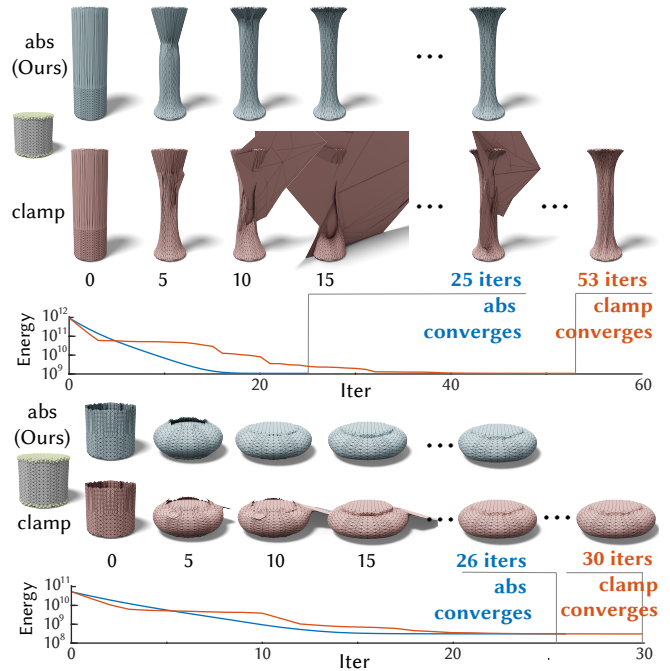 abs
(Ours)
...
clamp
... ...
0 5 10 15
25 iters
abs
converges
53 iters
clamp
converges
Energy
10^12
10^11
10^10
10^9
0 20 40 60
Iter
abs
(Ours)
...
clamp
... ...
0 5 10 15
26 iters
abs
converges
30 iters
clamp
converges
Energy
10^11
10^10
10^9
10^8
0 10 20 30
Iter